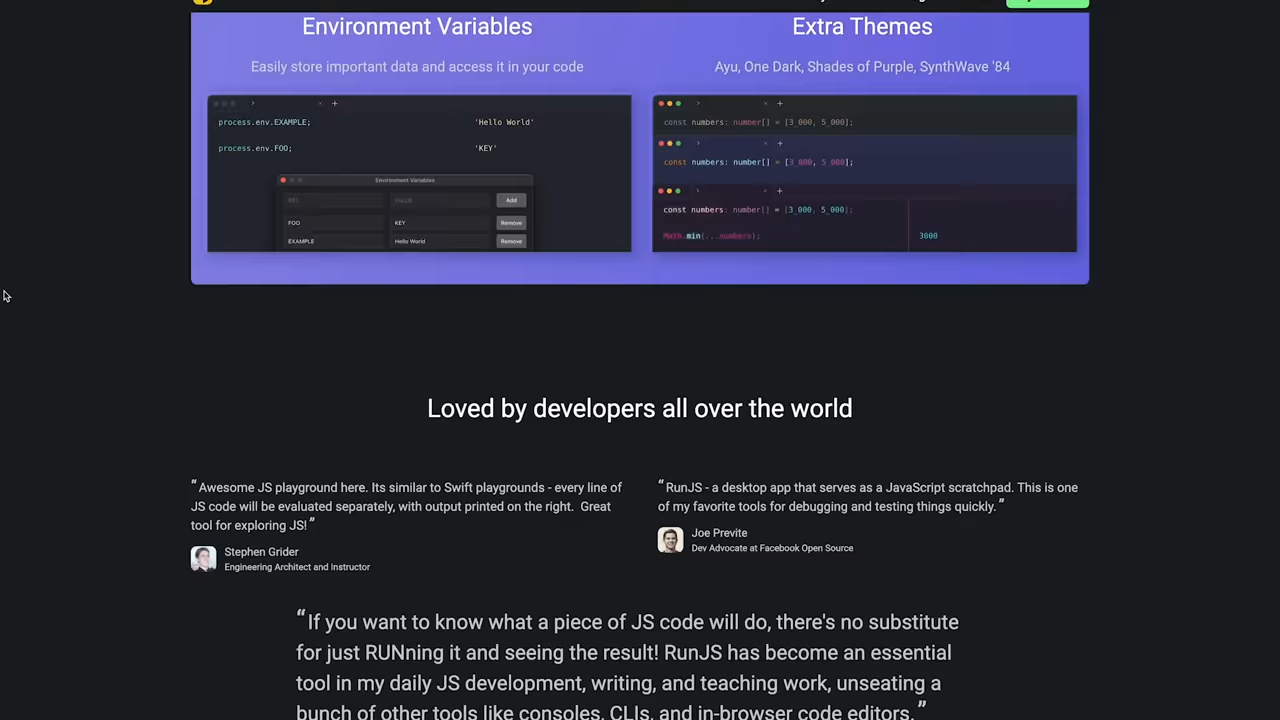 Environment Variables
Easily store important data and access it in your code
process.env.EXAMPLE; 'Hello World'
process.env.FOO; 'KEY'
Environment Variables
KEY VALUE Add
FOO KEY Remove
EXAMPLE Hello World Remove
Extra Themes
Ayu, One Dark, Shades of Purple, SynthWave '84
const numbers: number[] = [3_000, 5_000];
const numbers: number[] = [3_000, 5_000];
const numbers: number[] = [3_000, 5_000];
Math.min(...numbers); 3000
Loved by developers all over the world
“Awesome JS playground here. Its similar to Swift playgrounds - every line of
JS code will be evaluated separately, with output printed on the right. Great
tool for exploring JS!”
Stephen Grider
Engineering Architect and Instructor
“RunJS - a desktop app that serves as a JavaScript scratchpad. This is one
of my favorite tools for debugging and testing things quickly.”
Joe Previte
Dev Advocate at Facebook Open Source
“If you want to know what a piece of JS code will do, there's no substitute
for just RUNning it and seeing the result! RunJS has become an essential
tool in my daily JS development, writing, and teaching work, unseating a
bunch of other tools like consoles, CLIs, and in-browser code editors.”